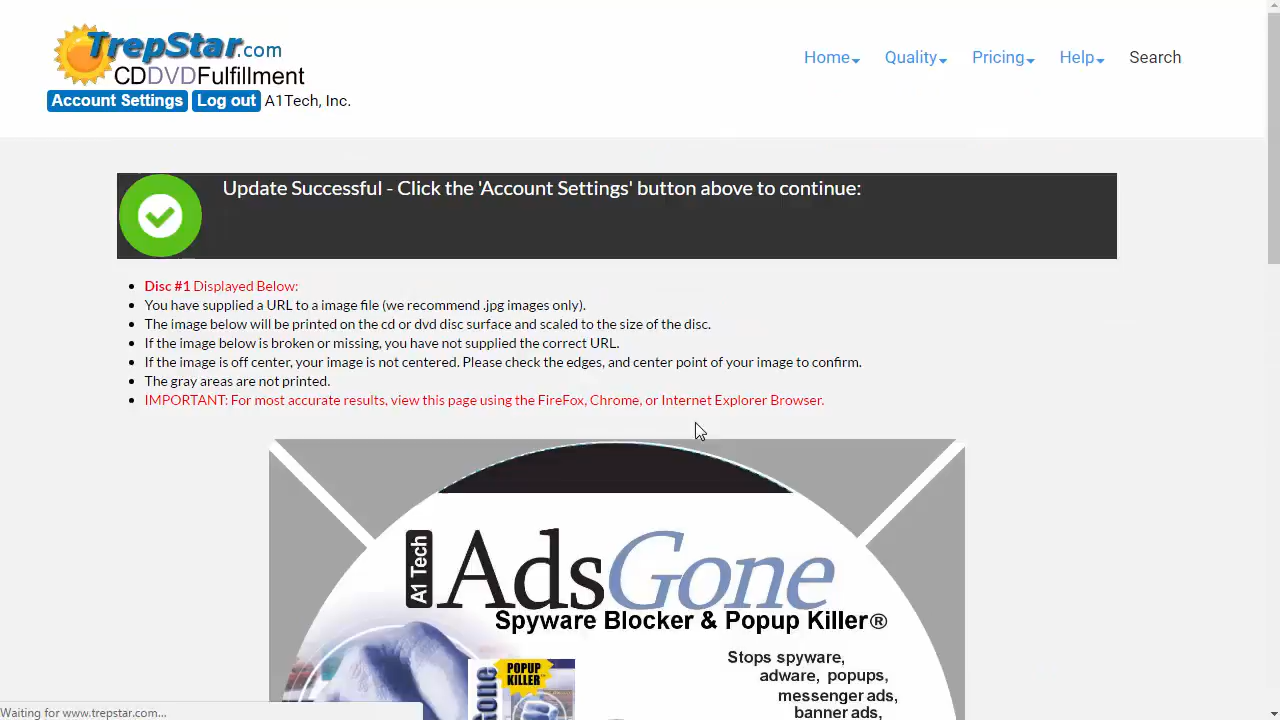 TrepStar.com
CDDVDFulfillment
Account Settings Log out A1Tech, Inc.
Home Quality Pricing Help Search
Update Successful - Click the 'Account Settings' button above to continue:
Disc #1 Displayed Below:
You have supplied a URL to a image file (we recommend .jpg images only).
The image below will be printed on the cd or dvd disc surface and scaled to the size of the disc.
If the image below is broken or missing, you have not supplied the correct URL.
If the image is off center, your image is not centered. Please check the edges, and center point of your image to confirm.
The gray areas are not printed.
IMPORTANT: For most accurate results, view this page using the FireFox, Chrome, or Internet Explorer Browser.
A1 Tech
AdsGone
Spyware Blocker & Popup Killer®
Stops spyware,
adware, popups,
messenger ads,
banner ads,
POPUP
KILLER
Gone
Waiting for www.trepstar.com...